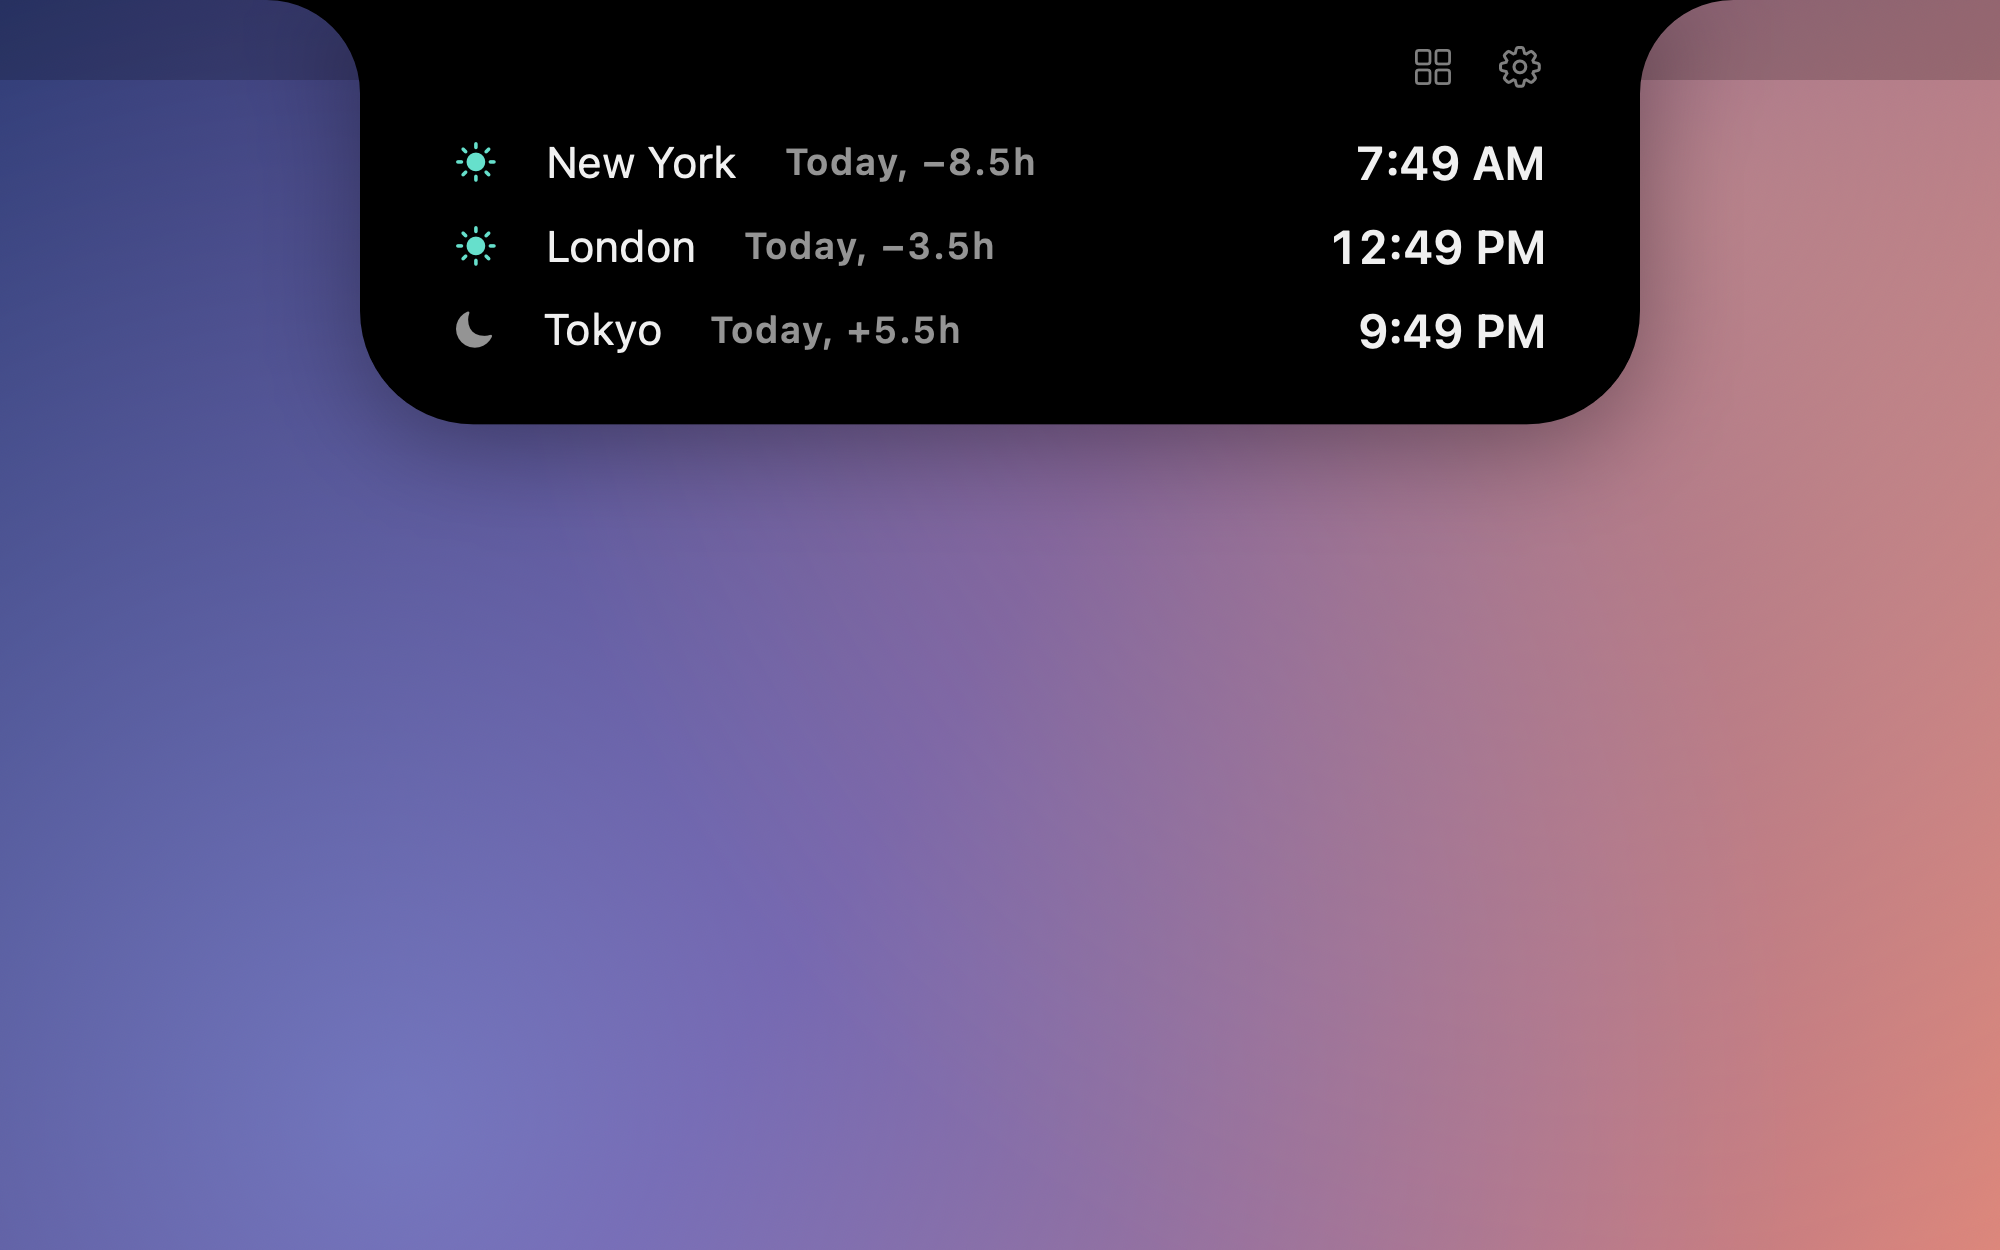 New York Today, −8.5h 7:49 AM
London Today, −3.5h 12:49 PM
Tokyo Today, +5.5h 9:49 PM